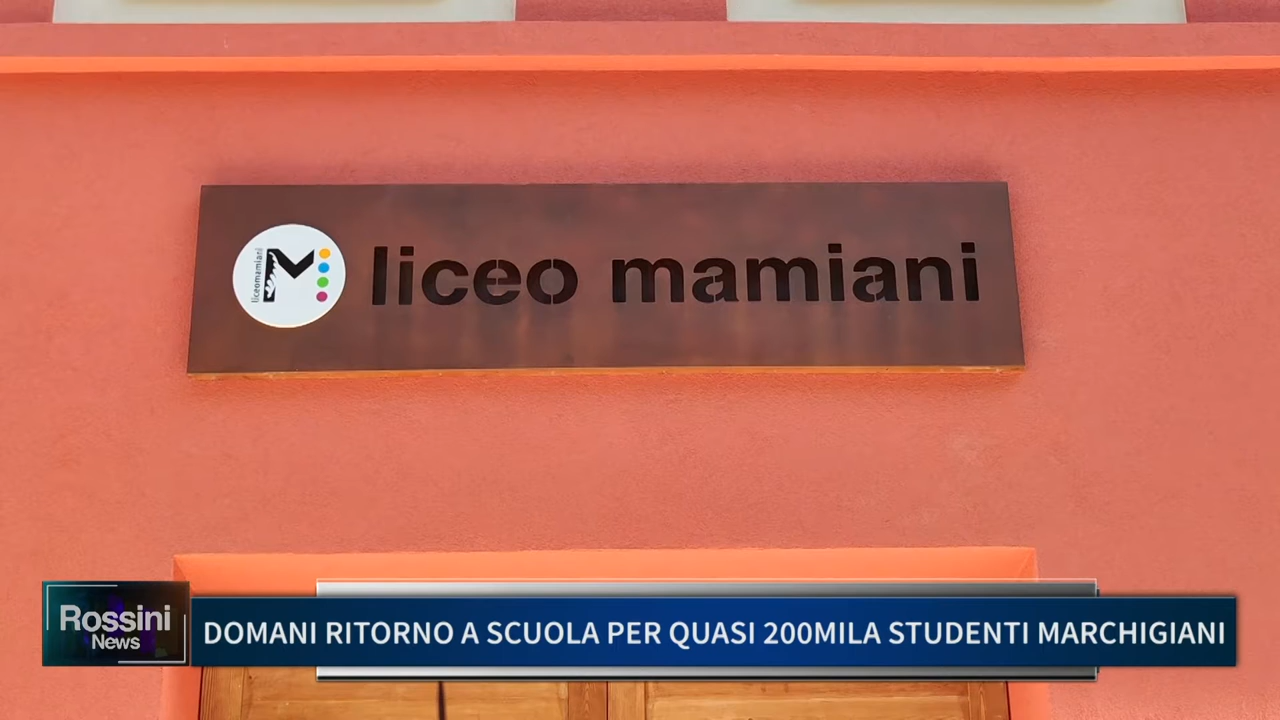 liceomamiani
liceo mamiani
Rossini
News
DOMANI RITORNO A SCUOLA PER QUASI 200MILA STUDENTI MARCHIGIANI